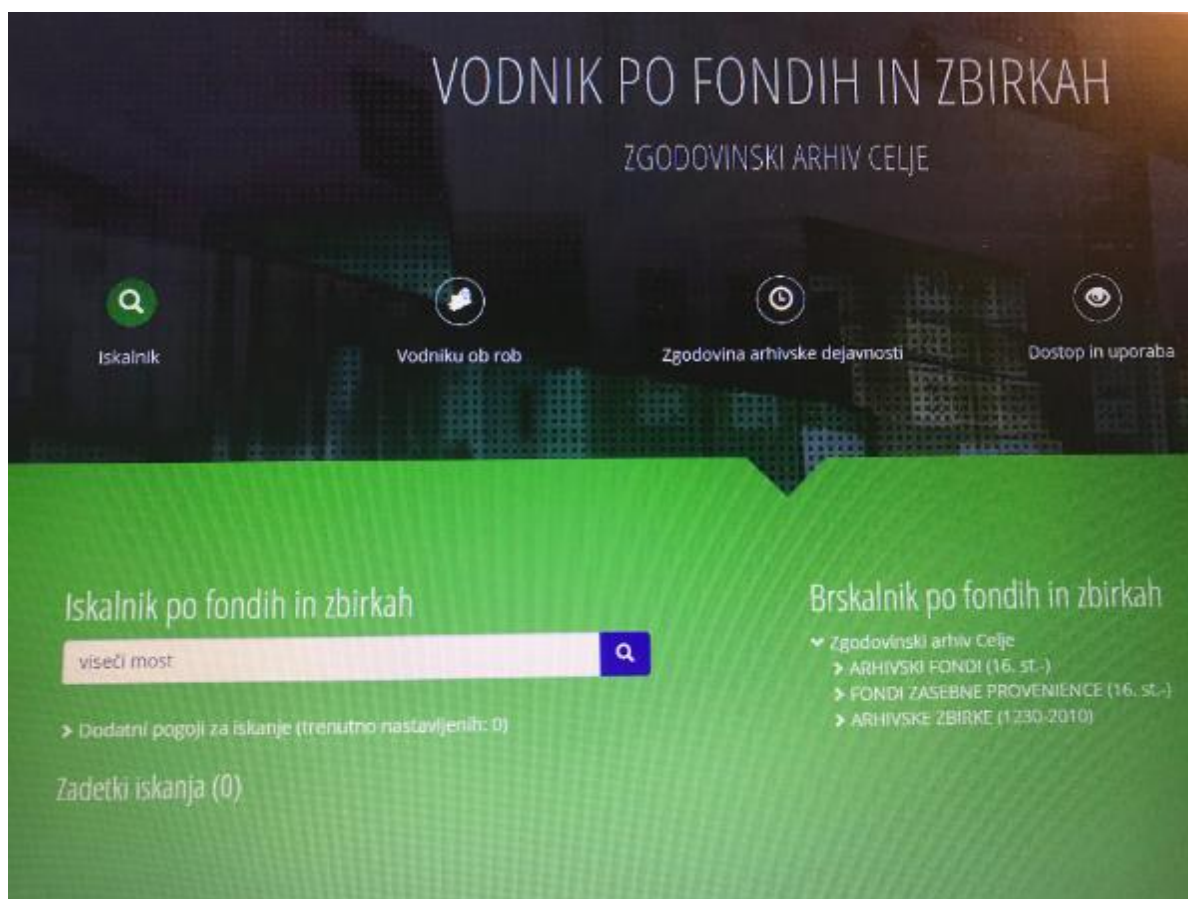 VODNIK PO FONDIH IN ZBIRKAH
ZGODOVINSKI ARHIV CELJE
Iskalnik
Vodniku ob rob
Zgodovina arhivske dejavnosti
Dostop in uporaba
Iskalnik po fondih in zbirkah
viseči most
> Dodatni pogoji za iskanje (trenutno nastavljenih: 0)
Zadetki iskanja (0)
Brskalnik po fondih in zbirkah
Zgodovinski arhiv Celje
> ARHIVSKI FONDI (16. st.-)
> FONDI ZASEBNE PROVENIENCE (16. st.-)
> ARHIVSKE ZBIRKE (1230-2010)